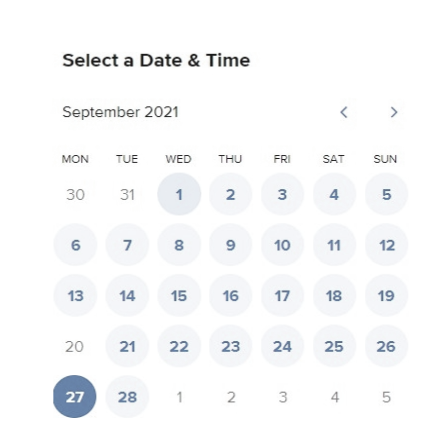 Select a Date & Time
September 2021
MON TUE WED THU FRI SAT SUN
30 31 1 2 3 4 5
6 7 8 9 10 11 12
13 14 15 16 17 18 19
20 21 22 23 24 25 26
27 28 1 2 3 4 5